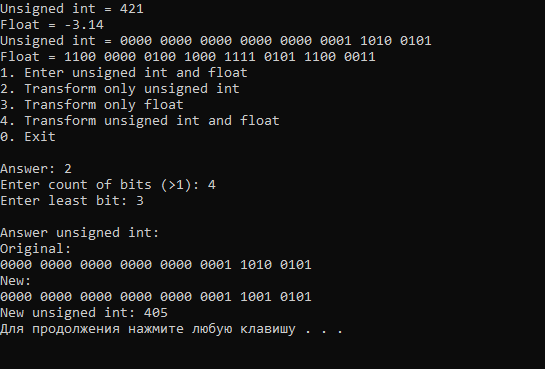 Unsigned int = 421
Float = -3.14
Unsigned int = 0000 0000 0000 0000 0000 0001 1010 0101
Float = 1100 0000 0100 1000 1111 0101 1100 0011
1. Enter unsigned int and float
2. Transform only unsigned int
3. Transform only float
4. Transform unsigned int and float
0. Exit
Answer: 2
Enter count of bits (>1): 4
Enter least bit: 3
Answer unsigned int:
Original:
0000 0000 0000 0000 0000 0001 1010 0101
New:
0000 0000 0000 0000 0000 0001 1001 0101
New unsigned int: 405
Для продолжения нажмите любую клавишу . . .